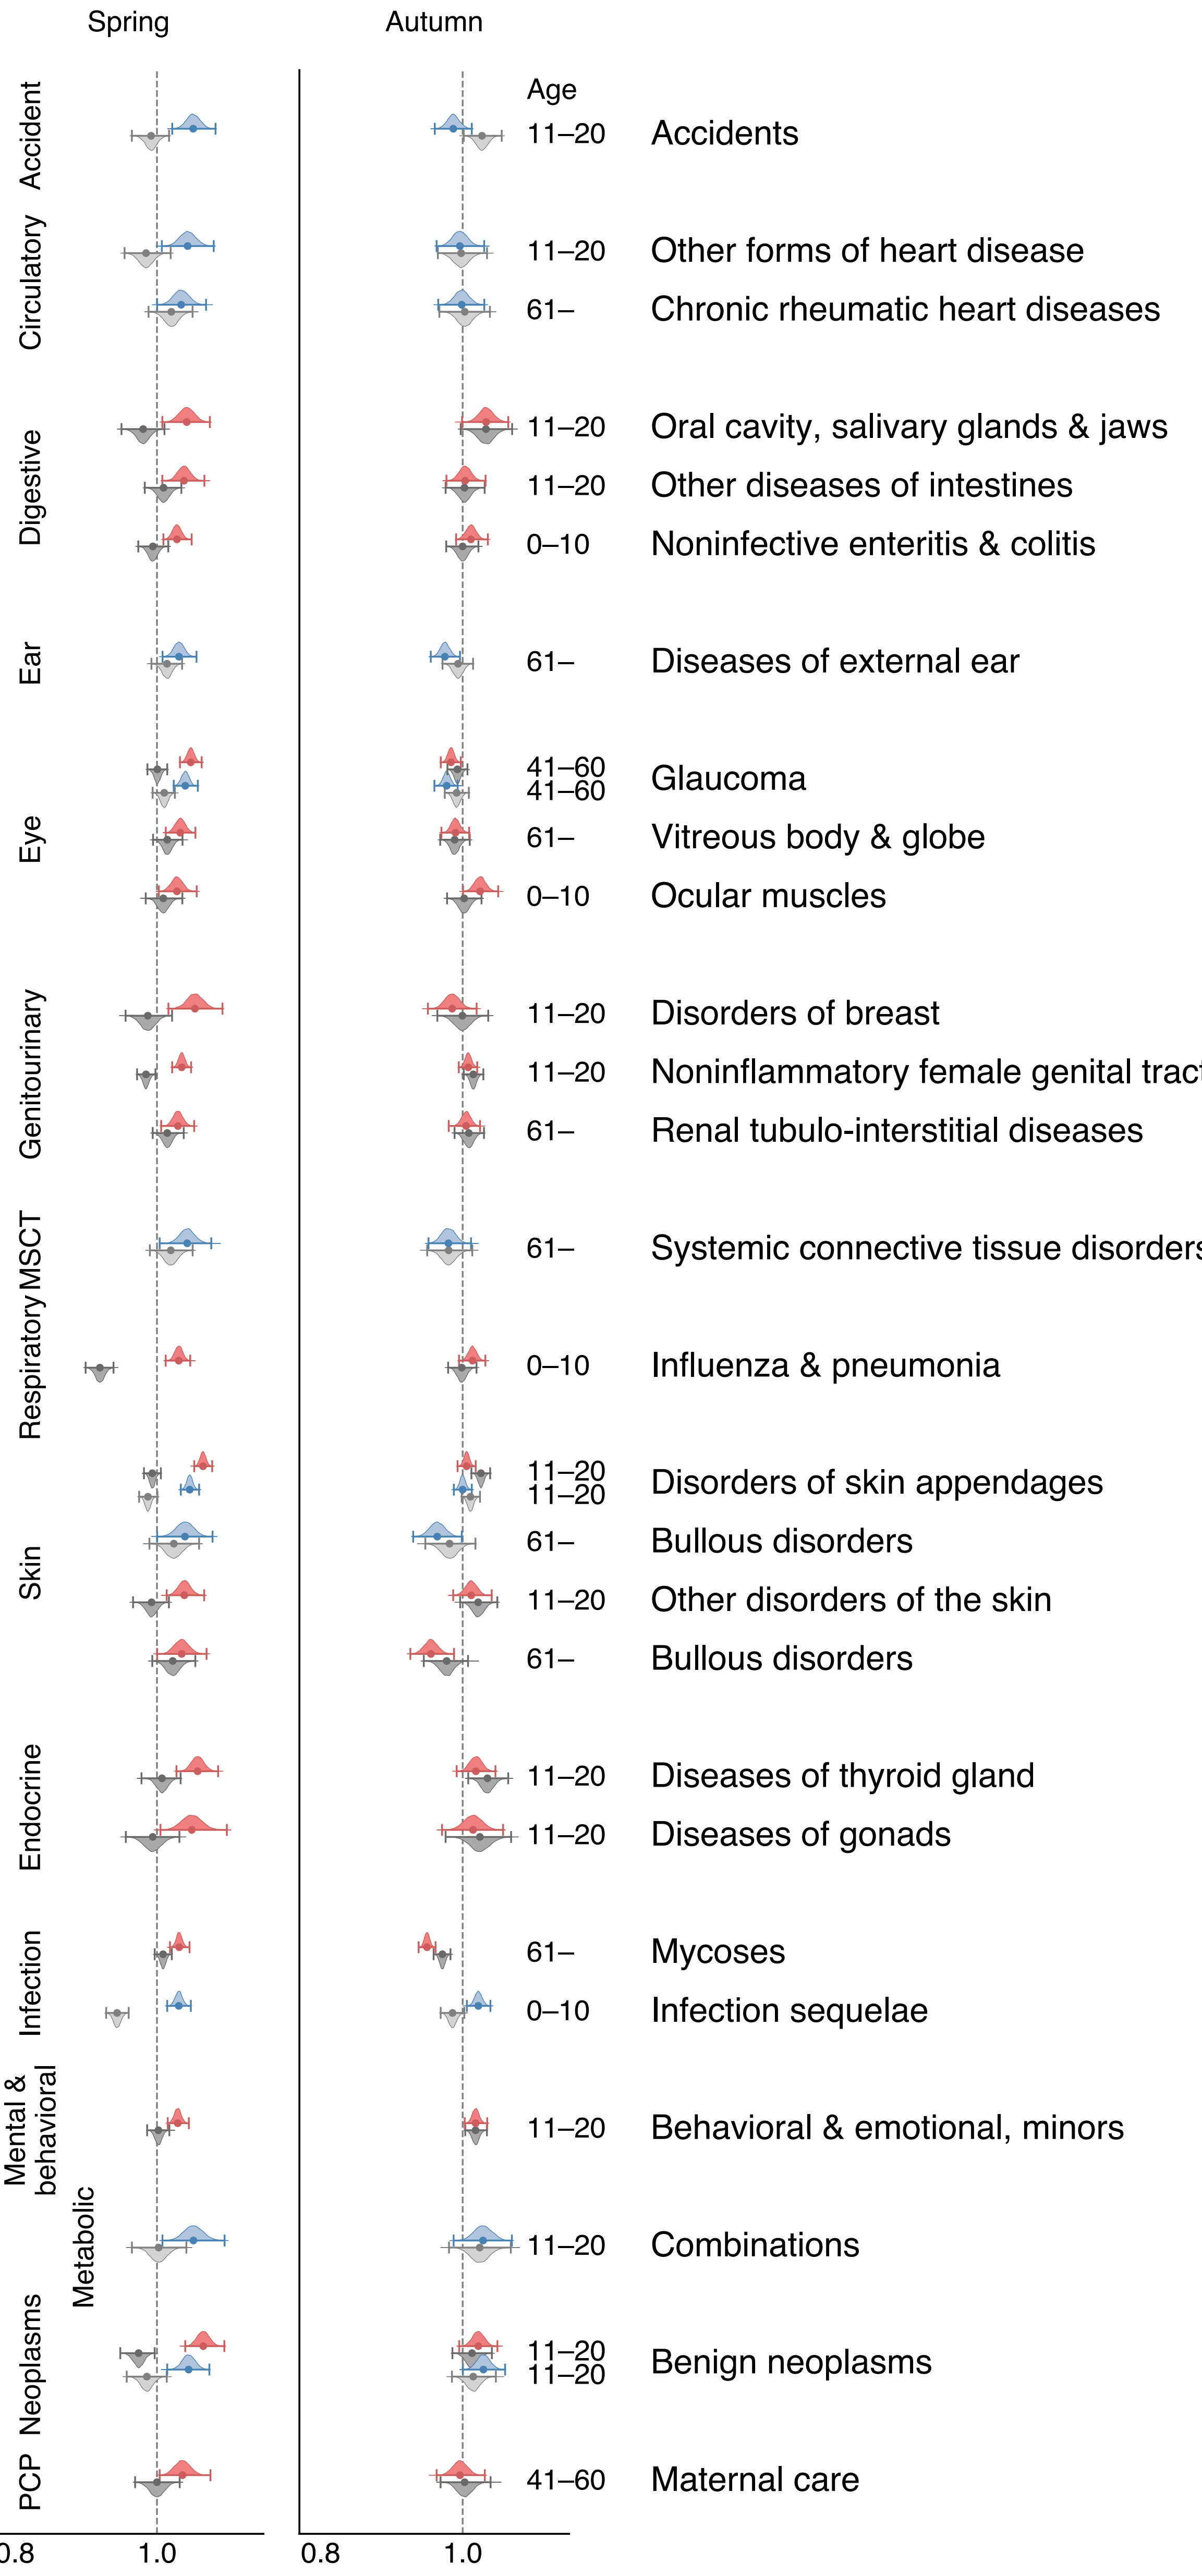 Spring
Autumn
Age
Accident
11–20 Accidents
Circulatory
11–20 Other forms of heart disease
61– Chronic rheumatic heart diseases
Digestive
11–20 Oral cavity, salivary glands & jaws
11–20 Other diseases of intestines
0–10 Noninfective enteritis & colitis
Ear
61– Diseases of external ear
Eye
41–60
41–60
Glaucoma
61– Vitreous body & globe
0–10 Ocular muscles
Genitourinary
11–20 Disorders of breast
11–20 Noninflammatory female genital tract
61– Renal tubulo-interstitial diseases
MSCT
61– Systemic connective tissue disorders
Respiratory
0–10 Influenza & pneumonia
Skin
11–20
11–20
Disorders of skin appendages
61– Bullous disorders
11–20 Other disorders of the skin
61– Bullous disorders
Endocrine
11–20 Diseases of thyroid gland
11–20 Diseases of gonads
Infection
61– Mycoses
0–10 Infection sequelae
Mental &
behavioral
11–20 Behavioral & emotional, minors
Metabolic
11–20 Combinations
Neoplasms
11–20
11–20
Benign neoplasms
PCP
41–60 Maternal care
0.8 1.0 0.8 1.0